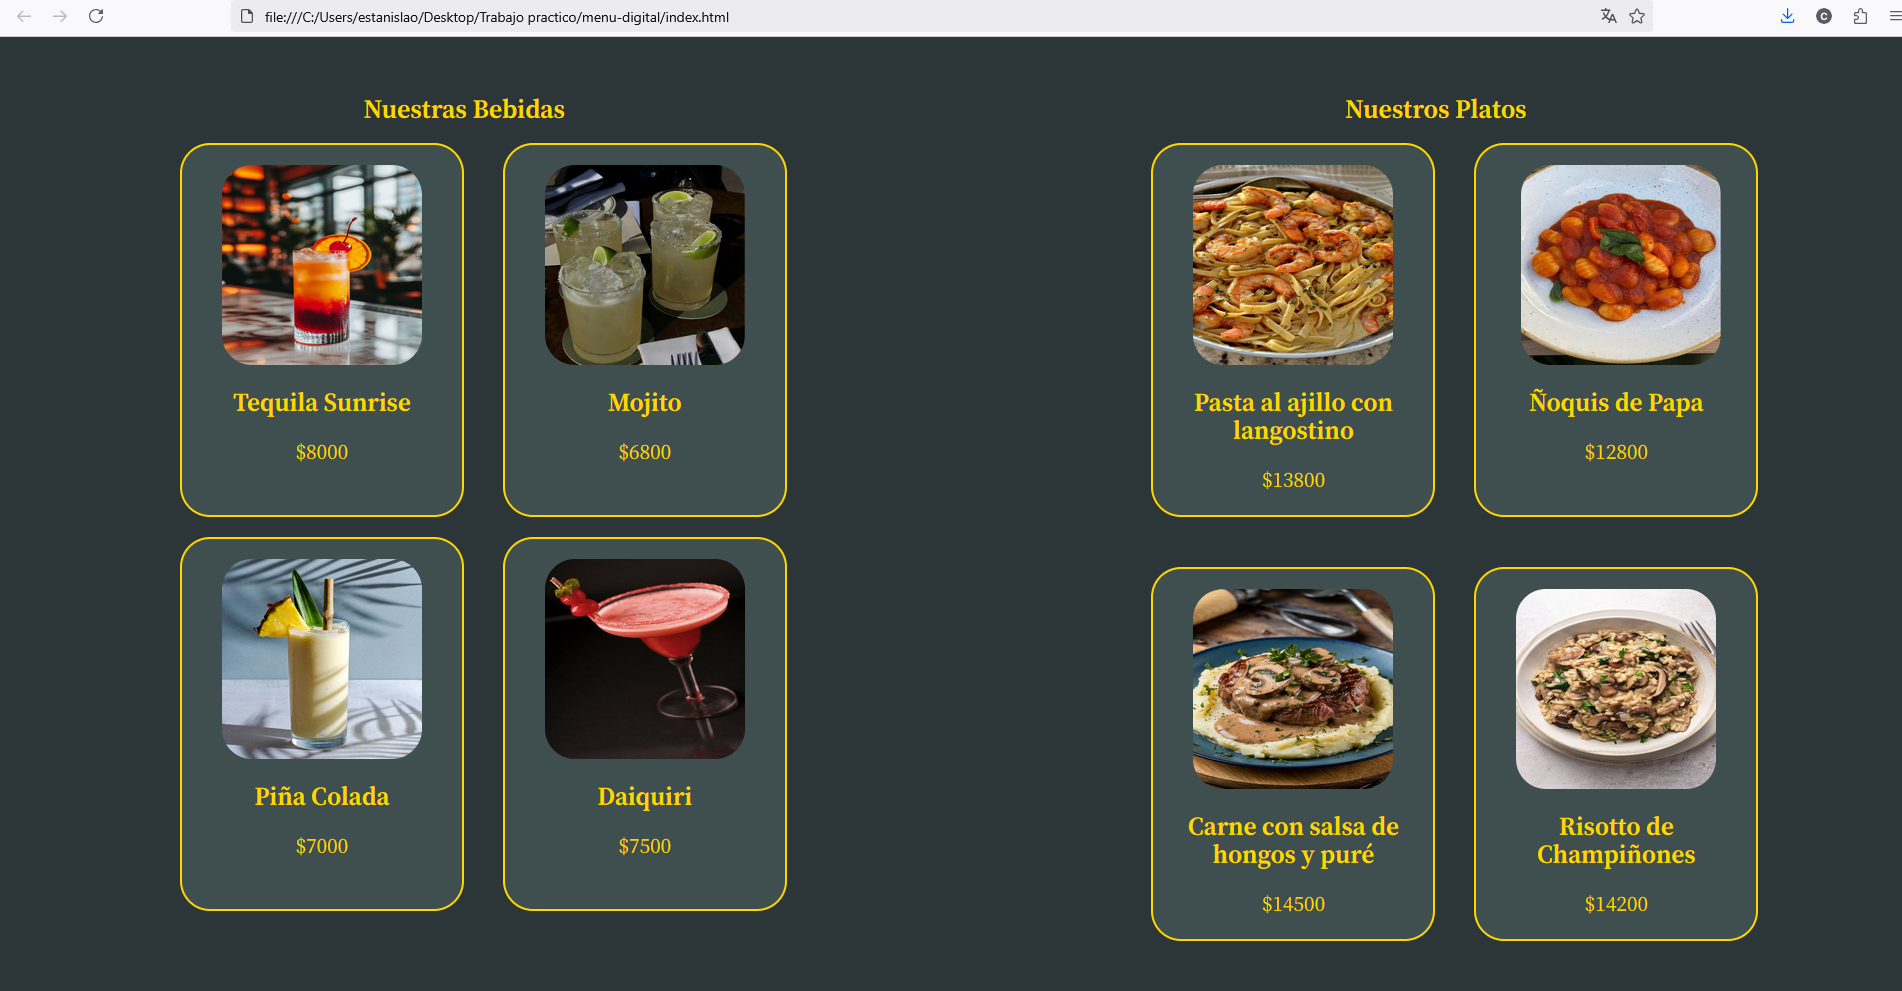 file:///C:/Users/estanislao/Desktop/Trabajo practico/menu-digital/index.html
Nuestras Bebidas
Tequila Sunrise
$8000
Mojito
$6800
Piña Colada
$7000
Daiquiri
$7500
Nuestros Platos
Pasta al ajillo con
langostino
$13800
Ñoquis de Papa
$12800
Carne con salsa de
hongos y puré
$14500
Risotto de
Champiñones
$14200